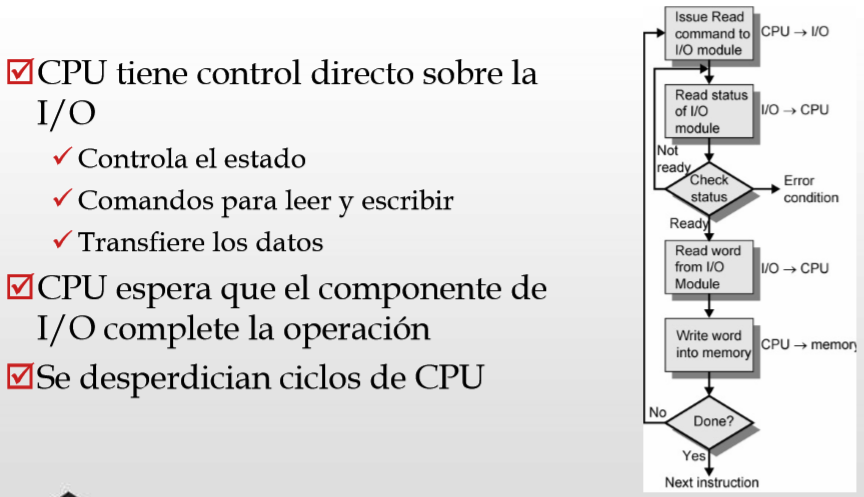 CPU tiene control directo sobre la
I/O
Controla el estado
Comandos para leer y escribir
Transfiere los datos
CPU espera que el componente de
I/O complete la operación
Se desperdician ciclos de CPU
Issue Read
command to
I/O module
CPU → I/O
Read status
of I/O
module
I/O → CPU
Not
ready
Check
status
Error
condition
Ready
Read word
from I/O
Module
I/O → CPU
Write word
into memory
CPU → memory
No
Done?
Yes
Next instruction